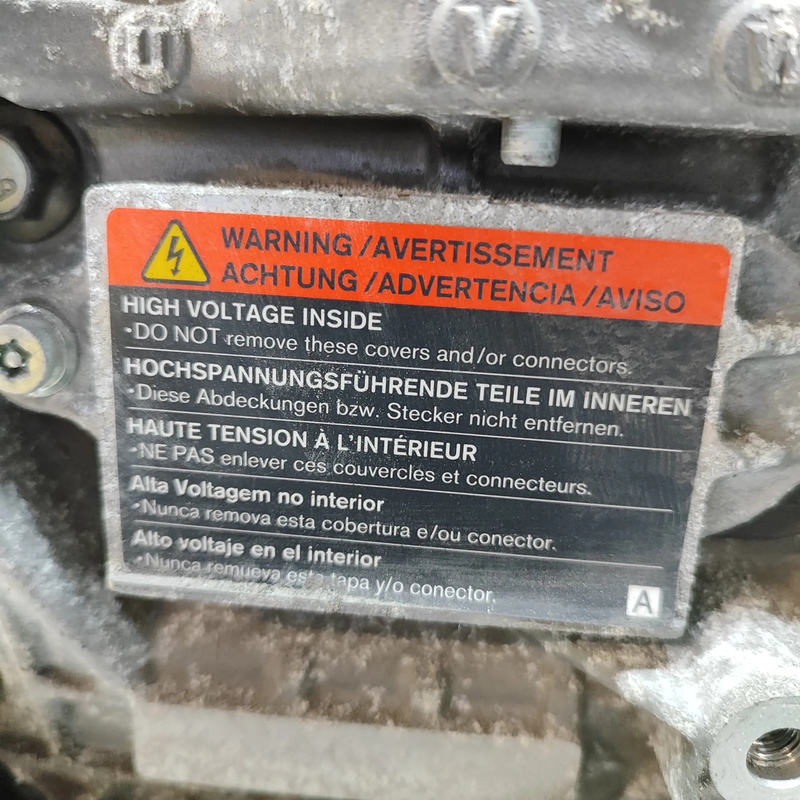 U V W
WARNING /AVERTISSEMENT
ACHTUNG /ADVERTENCIA /AVISO
HIGH VOLTAGE INSIDE
•DO NOT remove these covers and/or connectors.
HOCHSPANNUNGSFÜHRENDE TEILE IM INNEREN
•Diese Abdeckungen bzw. Stecker nicht entfernen.
HAUTE TENSION À L'INTÉRIEUR
•NE PAS enlever ces couvercles et connecteurs.
Alta Voltagem no interior
•Nunca remova esta cobertura e/ou conector.
Alto voltaje en el interior
•Nunca remueva esta tapa y/o conector.
A